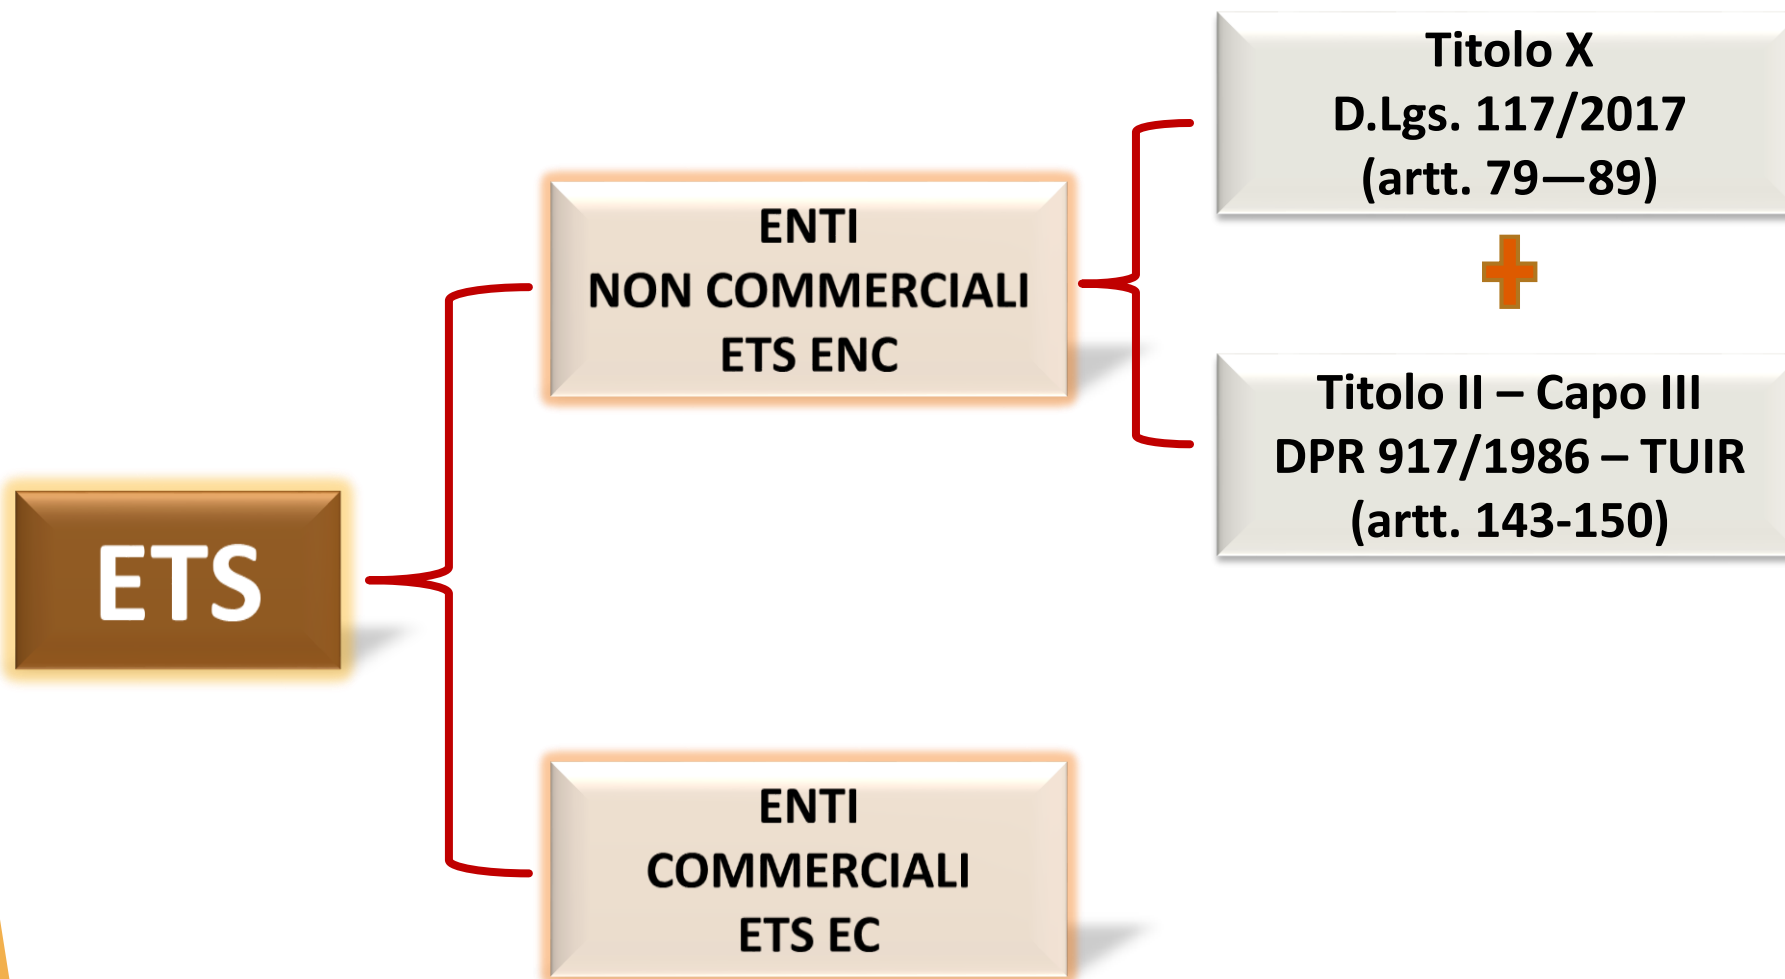 Titolo X
D.Lgs. 117/2017
(artt. 79—89)
ENTI
NON COMMERCIALI
ETS ENC
Titolo II – Capo III
DPR 917/1986 – TUIR
(artt. 143-150)
ETS
ENTI
COMMERCIALI
ETS EC